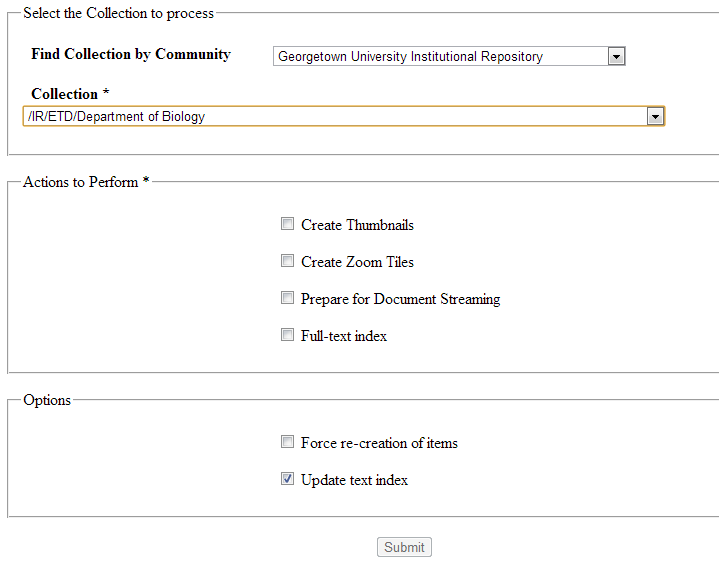 Select the Collection to process
Find Collection by Community Georgetown University Institutional Repository
Collection *
/IR/ETD/Department of Biology
Actions to Perform *
Create Thumbnails
Create Zoom Tiles
Prepare for Document Streaming
Full-text index
Options
Force re-creation of items
Update text index
Submit